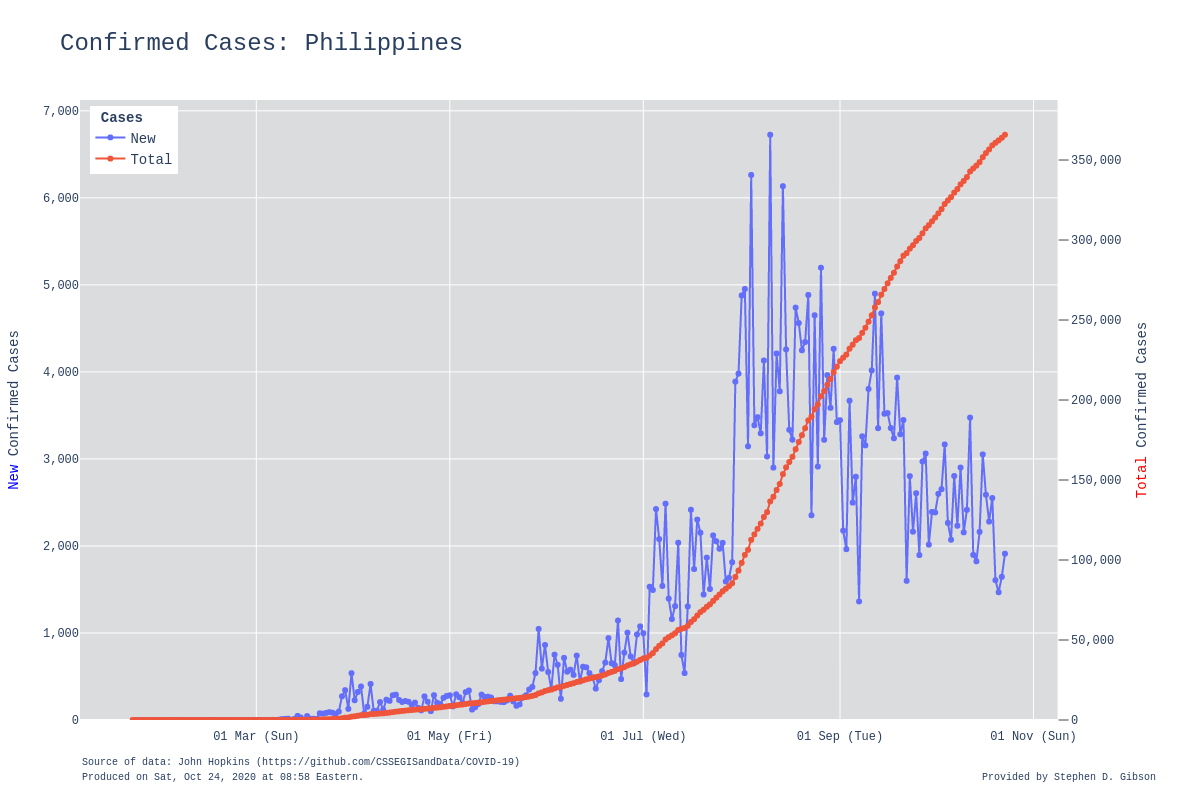 Confirmed Cases: Philippines
Cases
New
Total
7,000
6,000
5,000
4,000
3,000
2,000
1,000
0
New Confirmed Cases
350,000
300,000
250,000
200,000
150,000
100,000
50,000
0
Total Confirmed Cases
01 Mar (Sun)
01 May (Fri)
01 Jul (Wed)
01 Sep (Tue)
01 Nov (Sun)
Source of data: John Hopkins (https://github.com/CSSEGISandData/COVID-19)
Produced on Sat, Oct 24, 2020 at 08:58 Eastern.
Provided by Stephen D. Gibson